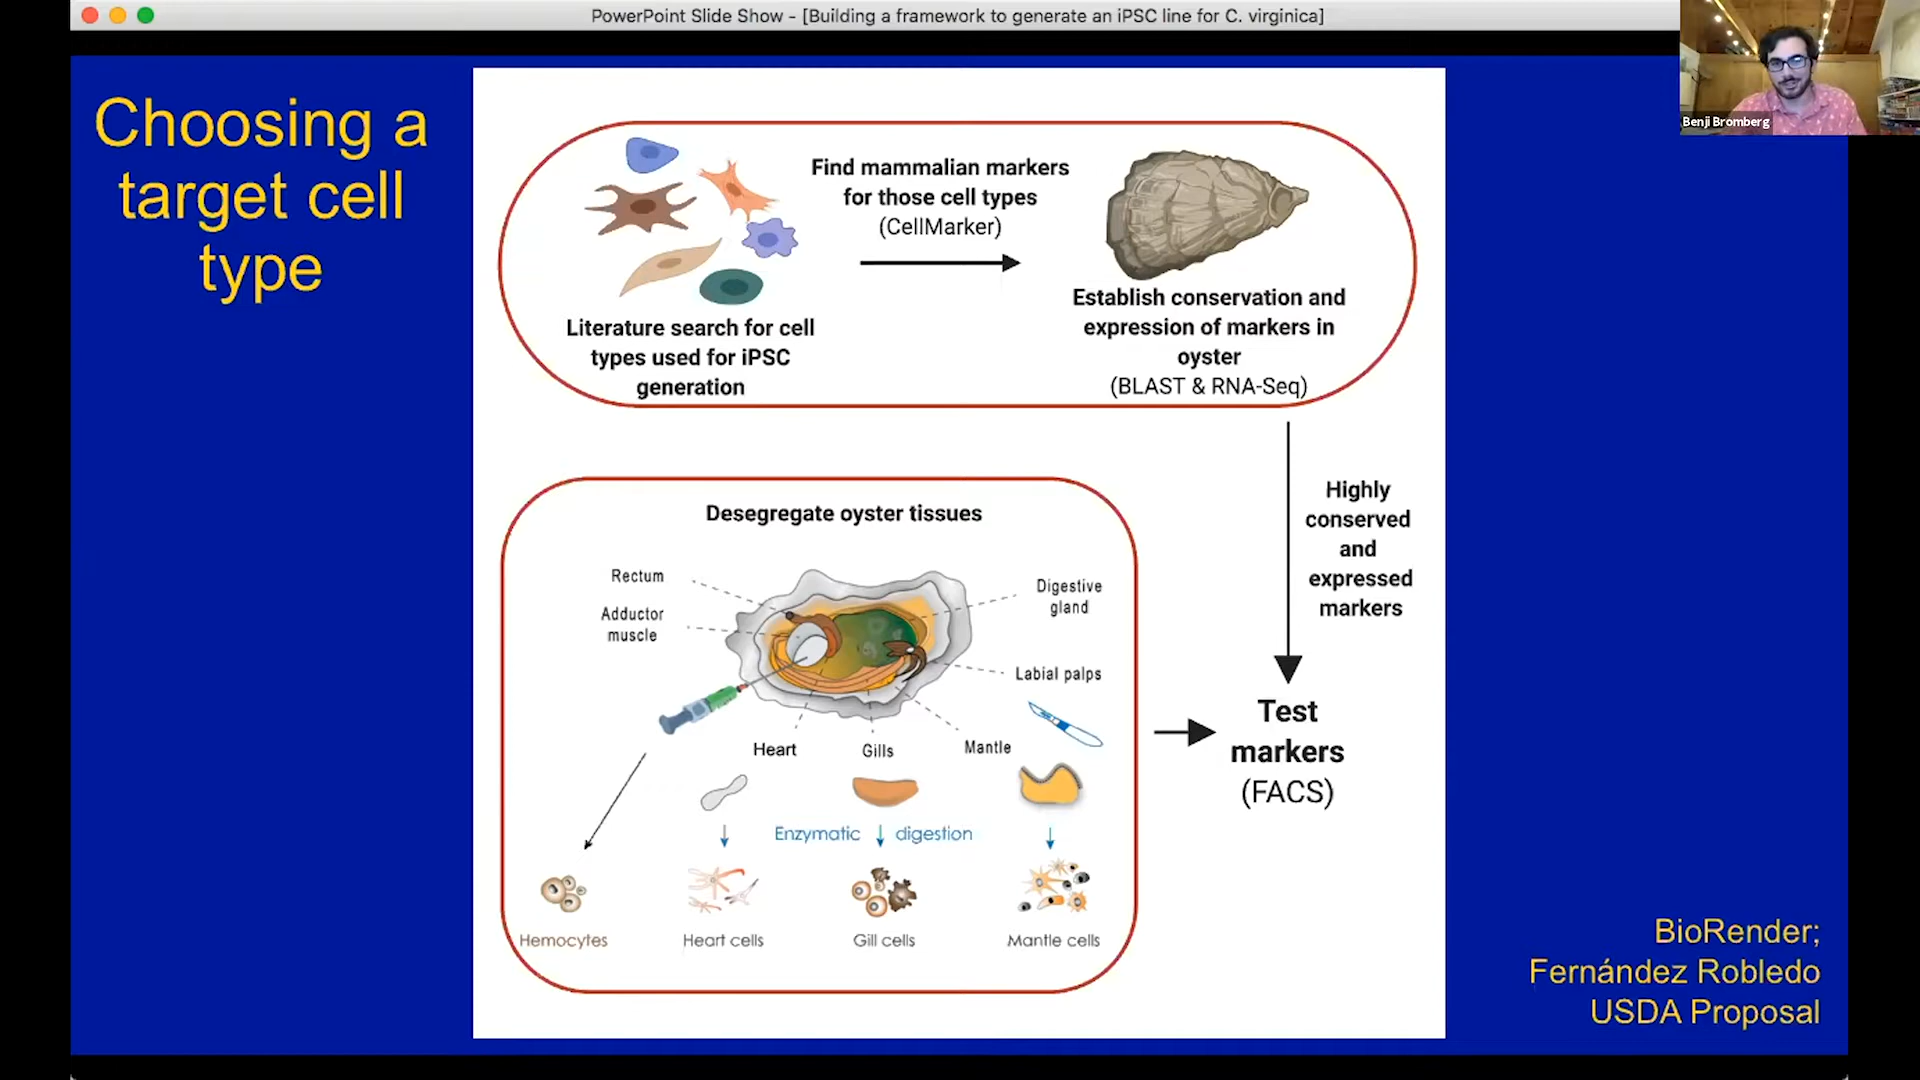 PowerPoint Slide Show - [Building a framework to generate an iPSC line for C. virginica]
Benji Bromberg
Choosing a
target cell
type
Find mammalian markers
for those cell types
(CellMarker)
Literature search for cell
types used for iPSC
generation
Establish conservation and
expression of markers in
oyster
(BLAST & RNA-Seq)
Highly
conserved
and
expressed
markers
Desegregate oyster tissues
Rectum
Adductor
muscle
Digestive
gland
Labial palps
Heart
Gills
Mantle
Enzymatic digestion
Hemocytes
Heart cells
Gill cells
Mantle cells
Test
markers
(FACS)
BioRender;
Fernández Robledo
USDA Proposal